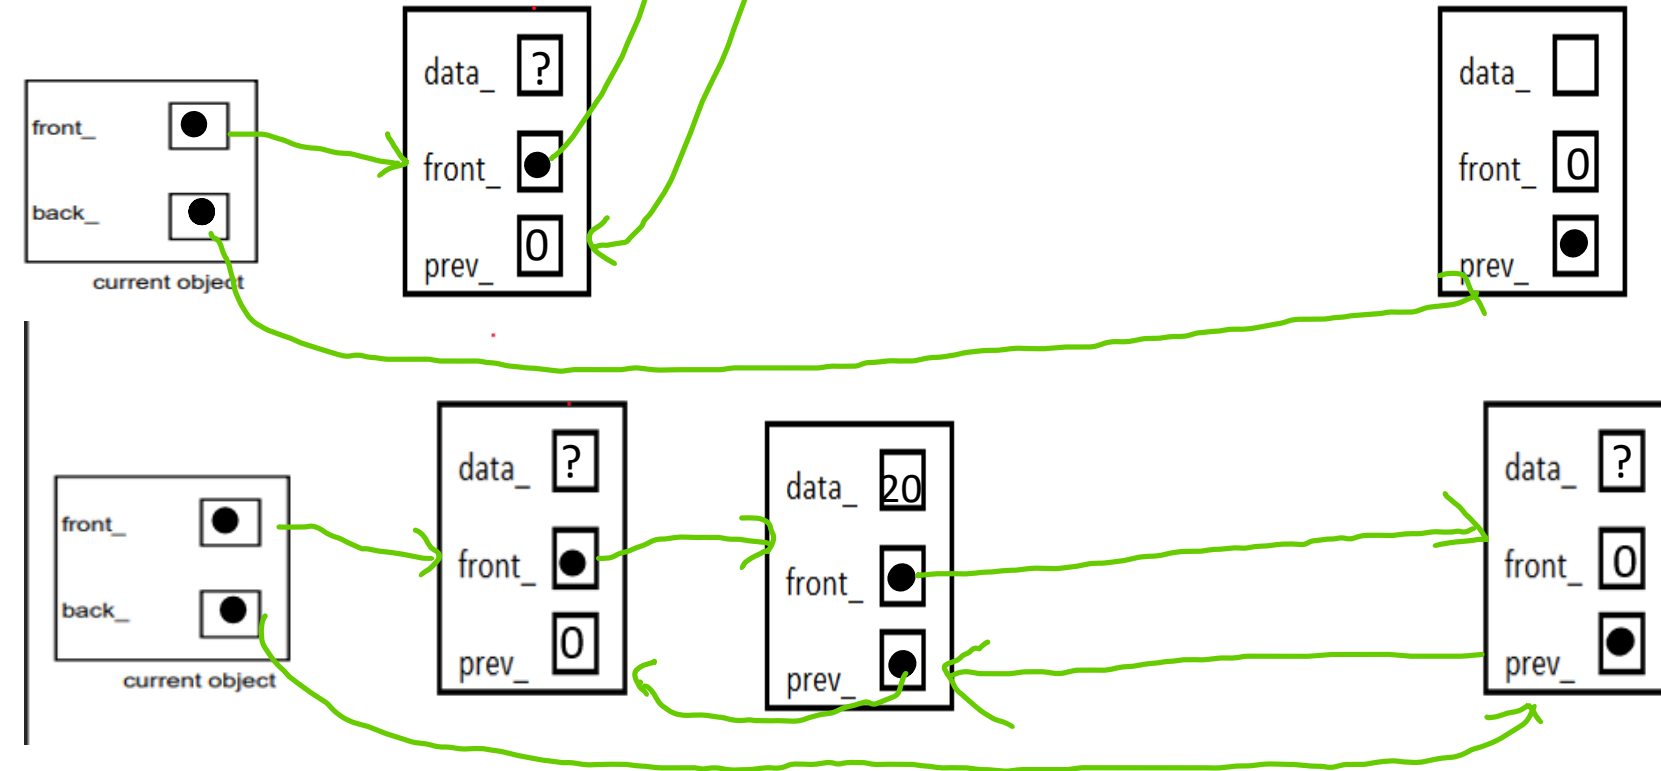 data_ ?
front_
front_
prev_ 0
back_
current object
data_
front_ 0
prev_
data_ ?
front_
front_
prev_ 0
back_
current object
data_ 20
front_
prev_
data_ ?
front_ 0
prev_